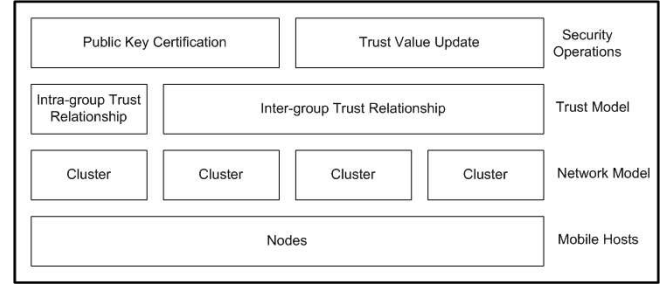 Public Key Certification
Trust Value Update
Security
Operations
Intra-group Trust
Relationship
Inter-group Trust Relationship
Trust Model
Cluster
Cluster
Cluster
Cluster
Network Model
Nodes
Mobile Hosts